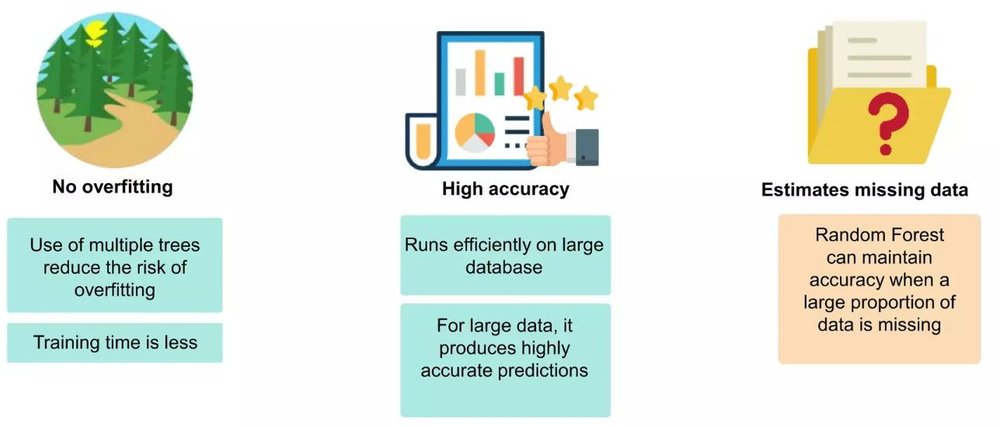 No overfitting
Use of multiple trees
reduce the risk of
overfitting
Training time is less
High accuracy
Runs efficiently on large
database
For large data, it
produces highly
accurate predictions
Estimates missing data
Random Forest
can maintain
accuracy when a
large proportion of
data is missing